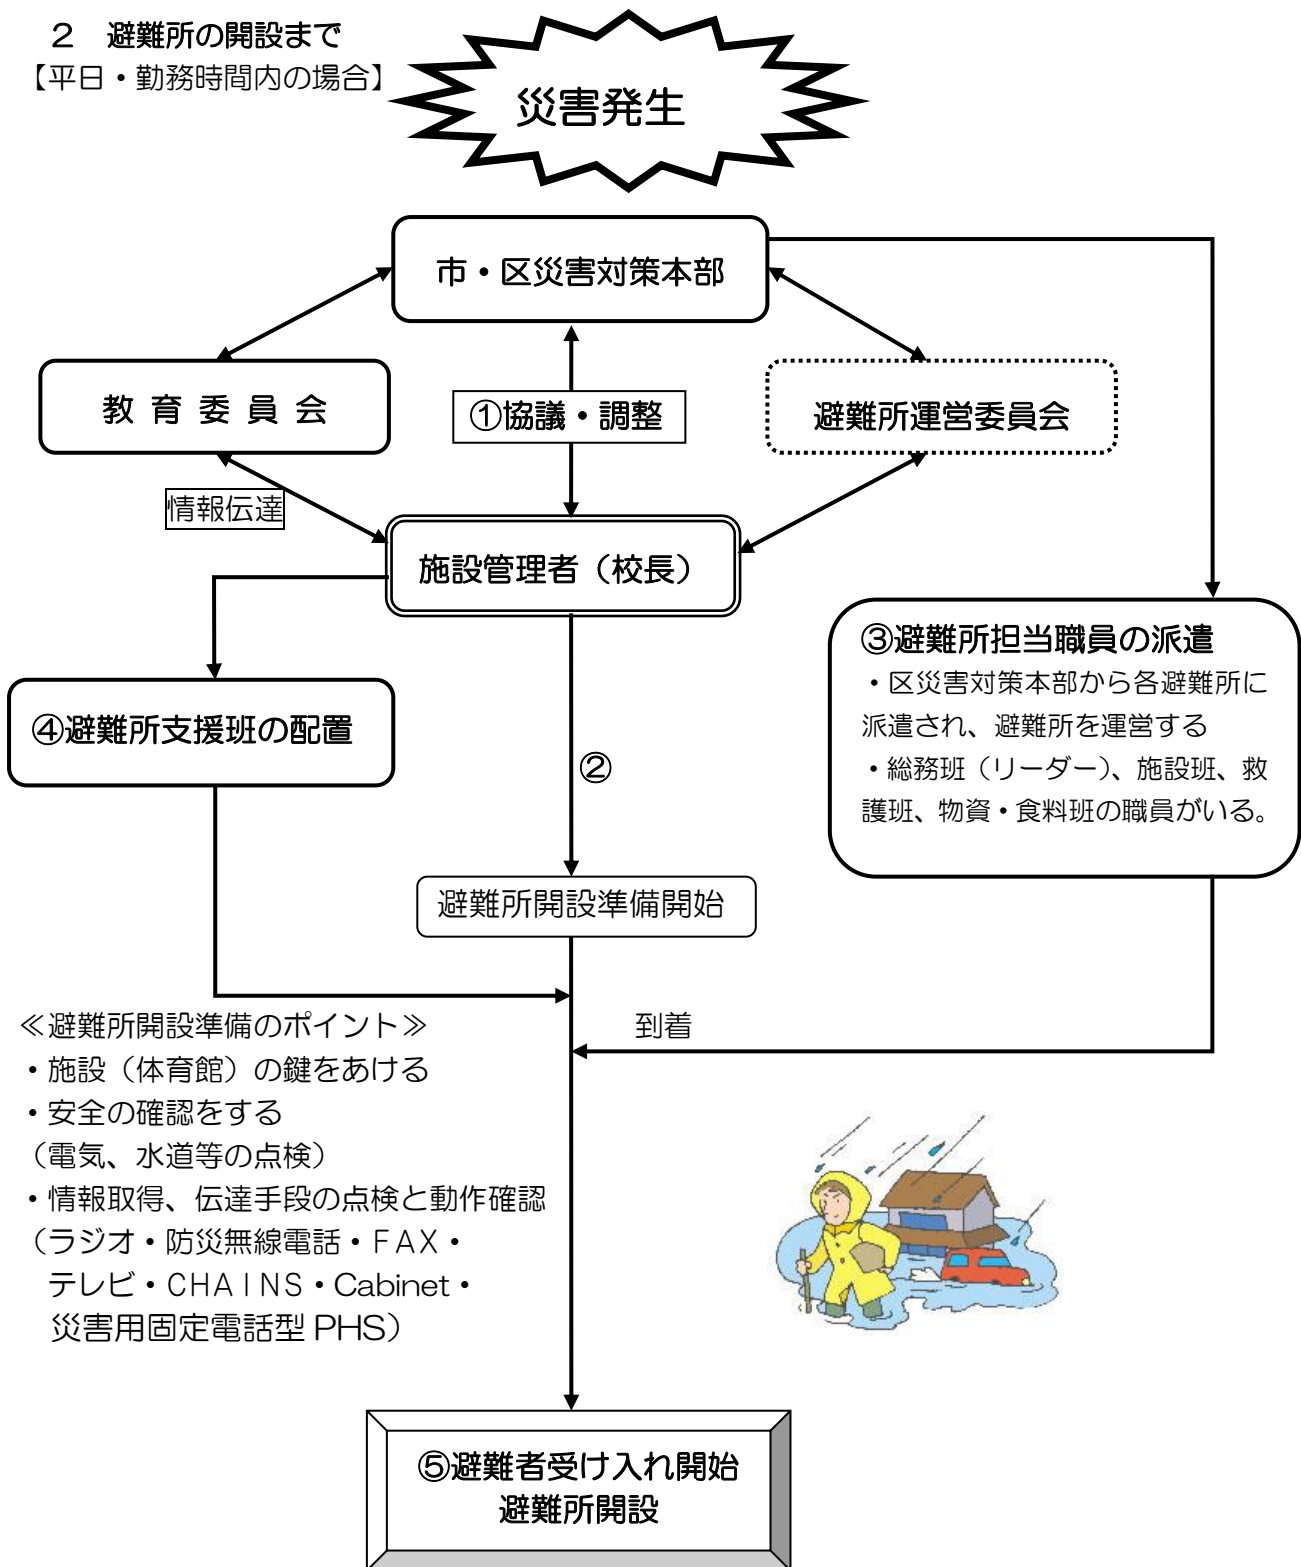 ２　避難所の開設まで
【平日・勤務時間内の場合】
災害発生
市・区災害対策本部
教育委員会
①協議・調整
避難所運営委員会
情報伝達
施設管理者（校長）
③避難所担当職員の派遣
・区災害対策本部から各避難所に
派遣され、避難所を運営する
・総務班（リーダー）、施設班、救
護班、物資・食料班の職員がいる。
④避難所支援班の配置
②
避難所開設準備開始
到着
≪避難所開設準備のポイント≫
・施設（体育館）の鍵をあける
・安全の確認をする
（電気、水道等の点検）
・情報取得、伝達手段の点検と動作確認
（ラジオ・防災無線電話・ＦＡＸ・
テレビ・ＣＨＡＩＮＳ・Cabinet・
災害用固定電話型 PHS）
⑤避難者受け入れ開始
避難所開設